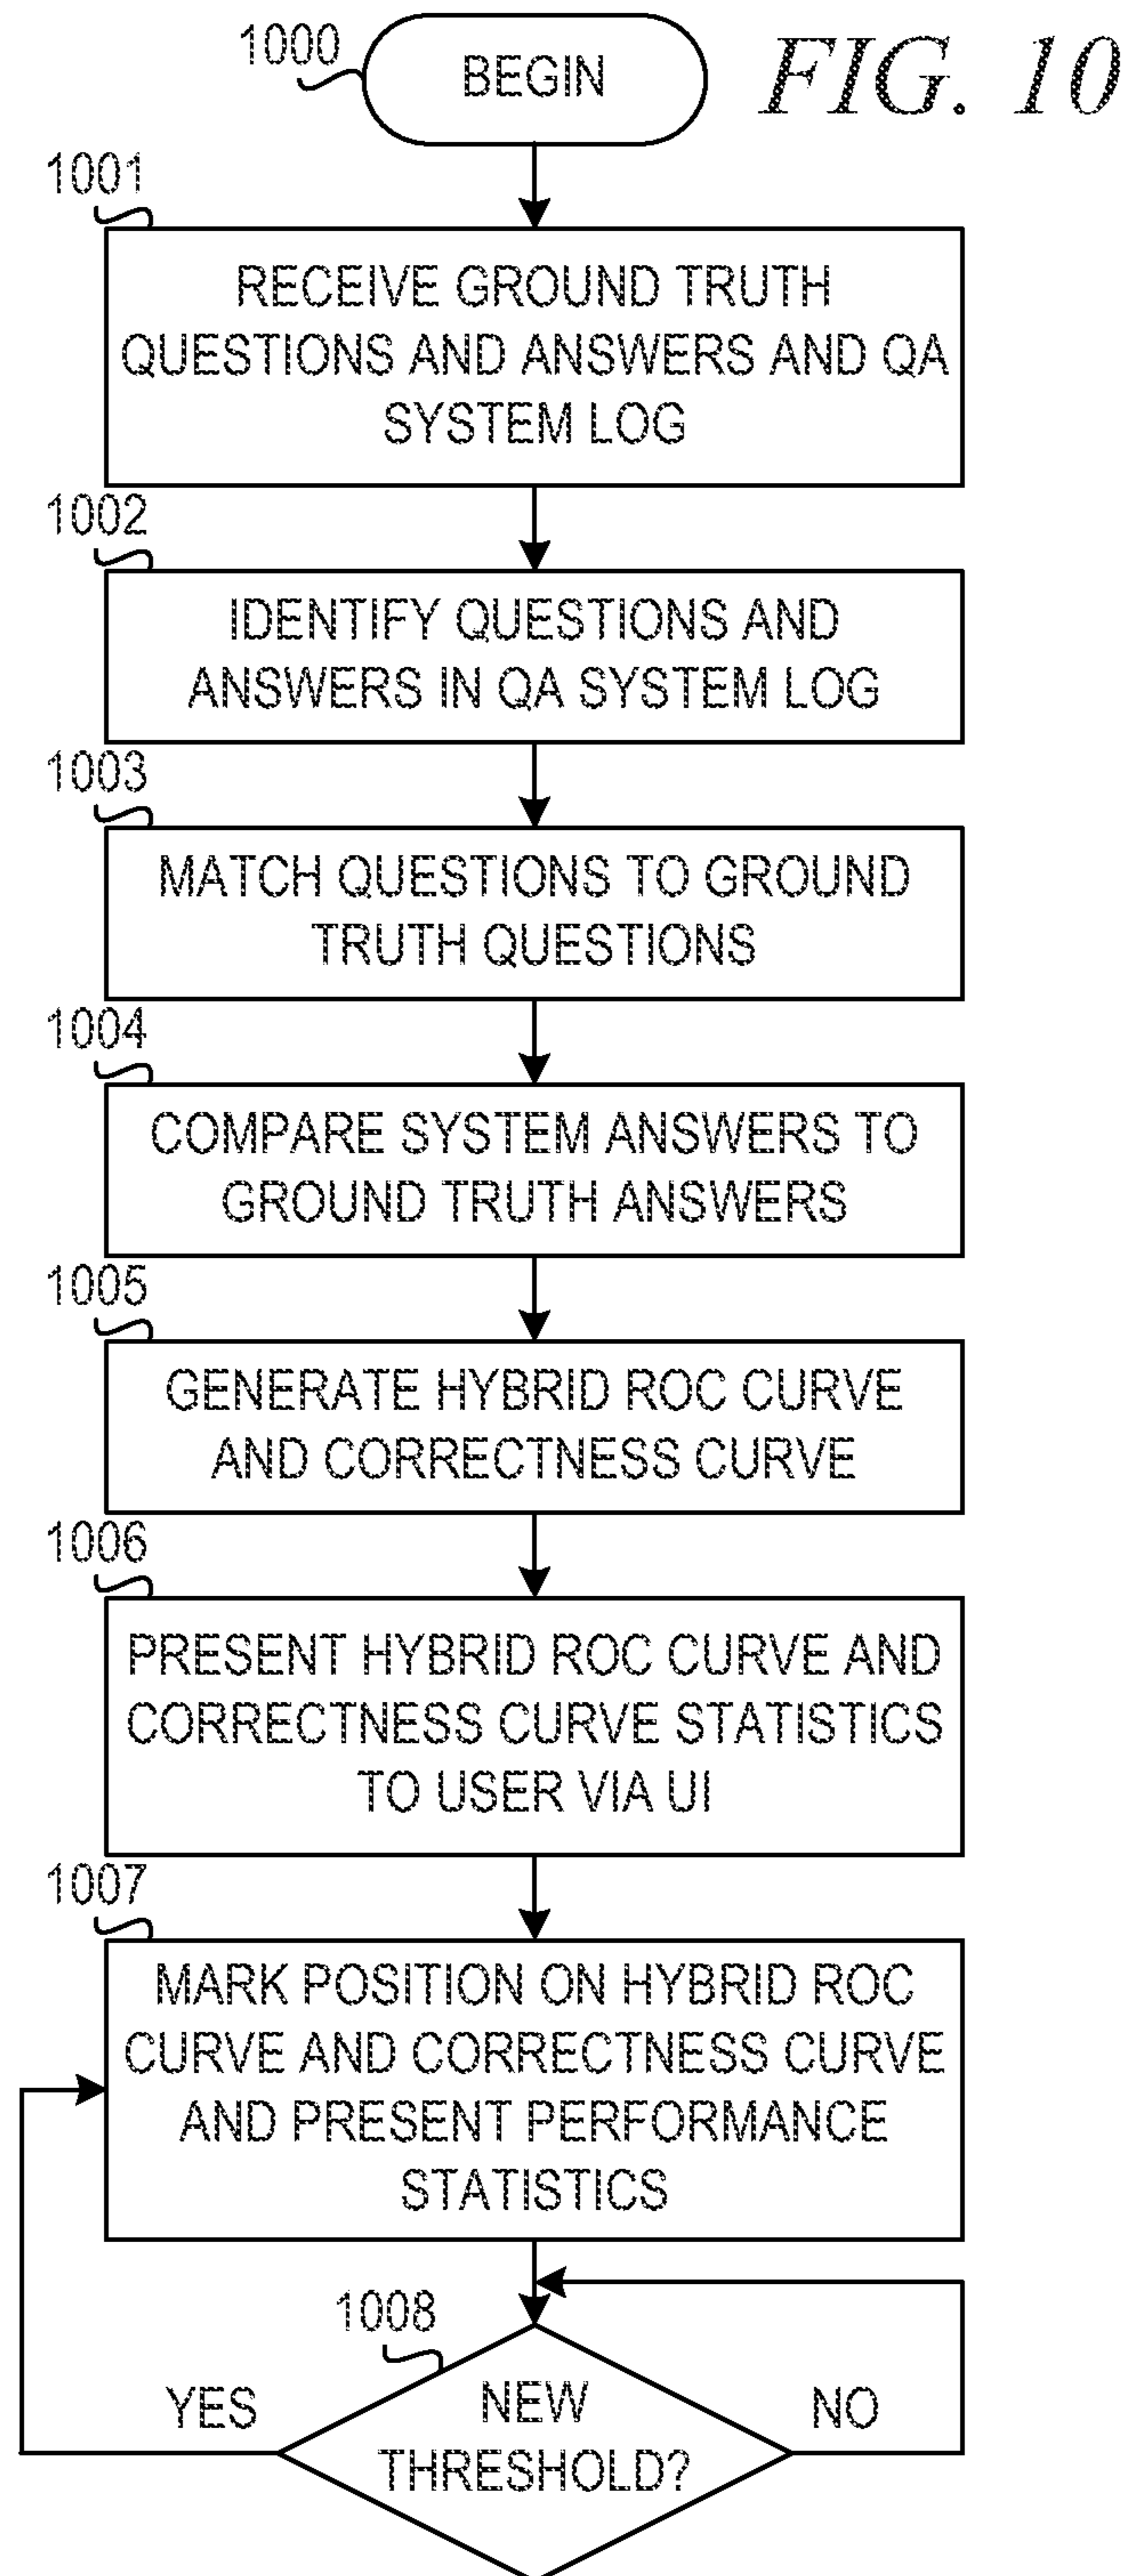 1000
BEGIN
FIG. 10
1001
RECEIVE GROUND TRUTH
QUESTIONS AND ANSWERS AND QA
SYSTEM LOG
1002
IDENTIFY QUESTIONS AND
ANSWERS IN QA SYSTEM LOG
1003
MATCH QUESTIONS TO GROUND
TRUTH QUESTIONS
1004
COMPARE SYSTEM ANSWERS TO
GROUND TRUTH ANSWERS
1005
GENERATE HYBRID ROC CURVE
AND CORRECTNESS CURVE
1006
PRESENT HYBRID ROC CURVE AND
CORRECTNESS CURVE STATISTICS
TO USER VIA UI
1007
MARK POSITION ON HYBRID ROC
CURVE AND CORRECTNESS CURVE
AND PRESENT PERFORMANCE
STATISTICS
1008
YES
NEW
THRESHOLD?
NO